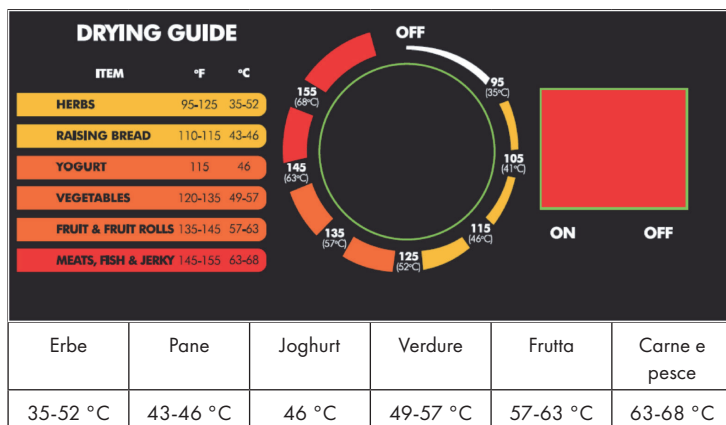 DRYING GUIDE
ITEM °F °C
HERBS 95-125 35-52
RAISING BREAD 110-115 43-46
YOGURT 115 46
VEGETABLES 120-135 49-57
FRUIT & FRUIT ROLLS 135-145 57-63
MEATS, FISH & JERKY 145-155 63-68
OFF
95
(35°C)
105
(41°C)
115
(46°C)
125
(52°C)
135
(57°C)
145
(63°C)
155
(68°C)
ON OFF
Erbe Pane Joghurt Verdure Frutta Carne e
pesce
35-52 °C 43-46 °C 46 °C 49-57 °C 57-63 °C 63-68 °C